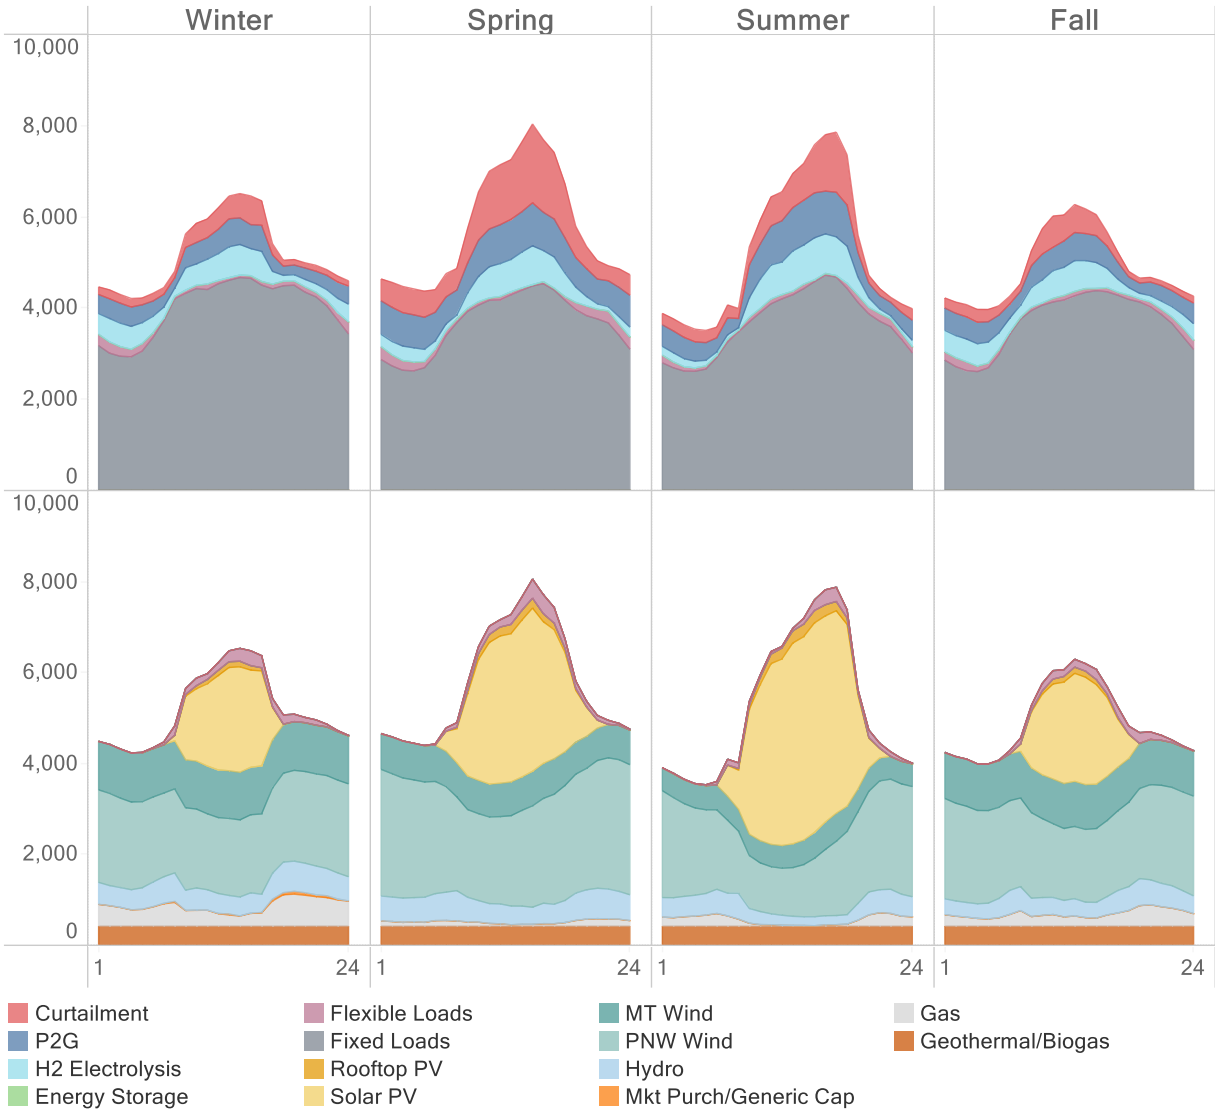 Winter Spring Summer Fall
10,000
8,000
6,000
4,000
2,000
0
10,000
8,000
6,000
4,000
2,000
0
1 24 1 24 1 24 1 24
Curtailment Flexible Loads MT Wind Gas
P2G Fixed Loads PNW Wind Geothermal/Biogas
H2 Electrolysis Rooftop PV Hydro
Energy Storage Solar PV Mkt Purch/Generic Cap